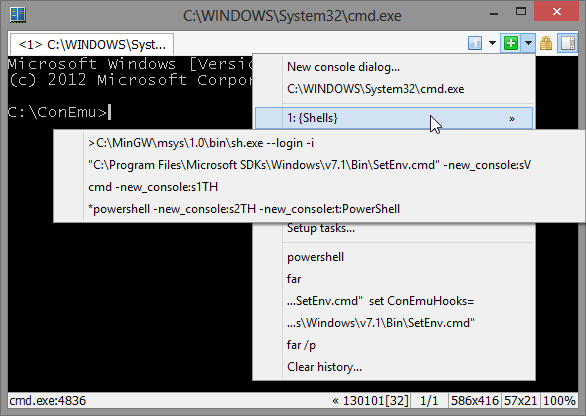 C:\WINDOWS\System32\cmd.exe
<1> C:\WINDOWS\Syst...
1
Microsoft Windows [Versio
(c) 2012 Microsoft Corpor
C:\ConEmu>
New console dialog...
C:\WINDOWS\System32\cmd.exe
1: {Shells} »
>C:\MinGW\msys\1.0\bin\sh.exe --login -i
"C:\Program Files\Microsoft SDKs\Windows\v7.1\Bin\SetEnv.cmd" -new_console:sV
cmd -new_console:s1TH
*powershell -new_console:s2TH -new_console:t:PowerShell
Setup tasks...
powershell
far
...SetEnv.cmd"  set ConEmuHooks=
...s\Windows\v7.1\Bin\SetEnv.cmd"
far /p
Clear history...
cmd.exe:4836 « 130101[32] 1/1 586x416 57x21 100%